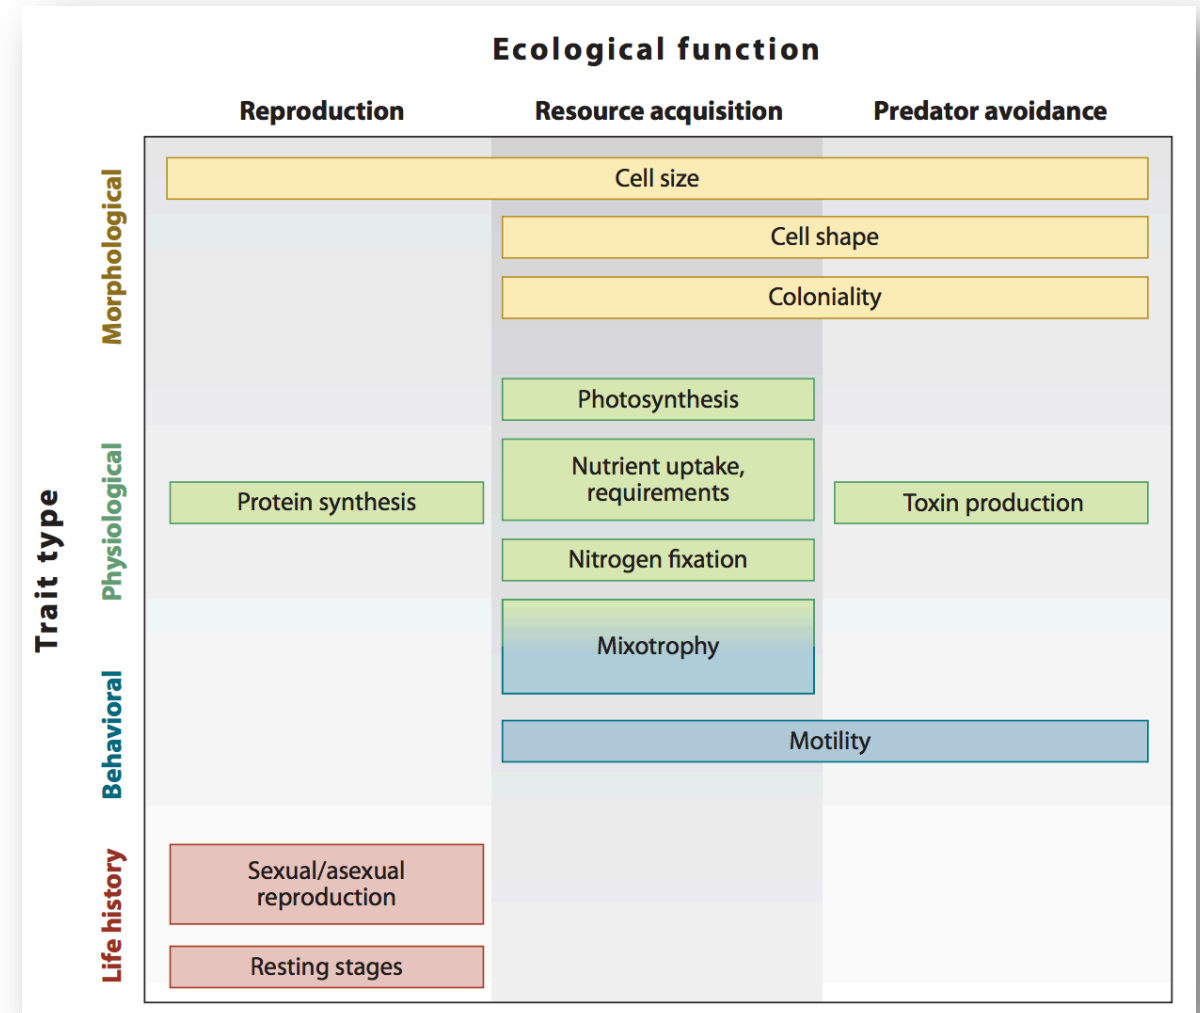 Ecological function
Reproduction
Resource acquisition
Predator avoidance
Trait type
Morphological
Cell size
Cell shape
Coloniality
Physiological
Photosynthesis
Nutrient uptake,
requirements
Protein synthesis
Toxin production
Nitrogen fixation
Mixotrophy
Behavioral
Motility
Life history
Sexual/asexual
reproduction
Resting stages